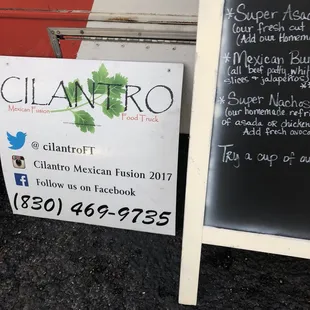 CILANTRO
Mexican Fusion Food Truck
@ cilantroFT
Cilantro Mexican Fusion 2017
Follow us on Facebook
(830) 469-9735
*Super Asad
(our fresh cut
(Add our Homem
*Mexican Bu
(all beef patty w/
slices & jalapeños
*Super Nachos
(our homemade refri
of asada or chicken
Add fresh avoc
Try a cup of ou